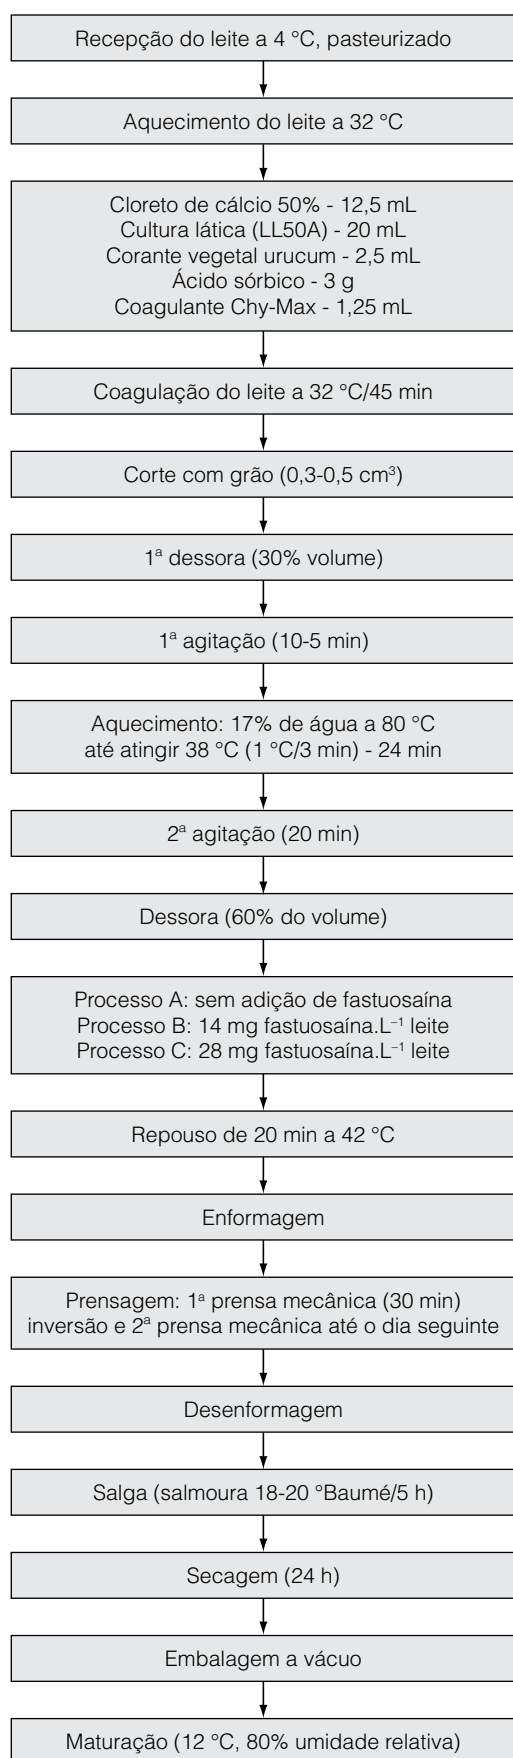 Recepção do leite a 4 °C, pasteurizado
Aquecimento do leite a 32 °C
Cloreto de cálcio 50% - 12,5 mL
Cultura lática (LL50A) - 20 mL
Corante vegetal urucum - 2,5 mL
Ácido sórbico - 3 g
Coagulante Chy-Max - 1,25 mL
Coagulação do leite a 32 °C/45 min
Corte com grão (0,3-0,5 cm³)
1ª dessora (30% volume)
1ª agitação (10-5 min)
Aquecimento: 17% de água a 80 °C
até atingir 38 °C (1 °C/3 min) - 24 min
2ª agitação (20 min)
Dessora (60% do volume)
Processo A: sem adição de fastuosaína
Processo B: 14 mg fastuosaína.L⁻¹ leite
Processo C: 28 mg fastuosaína.L⁻¹ leite
Repouso de 20 min a 42 °C
Enformagem
Prensagem: 1ª prensa mecânica (30 min)
inversão e 2ª prensa mecânica até o dia seguinte
Desenformagem
Salga (salmoura 18-20 °Baumé/5 h)
Secagem (24 h)
Embalagem a vácuo
Maturação (12 °C, 80% umidade relativa)